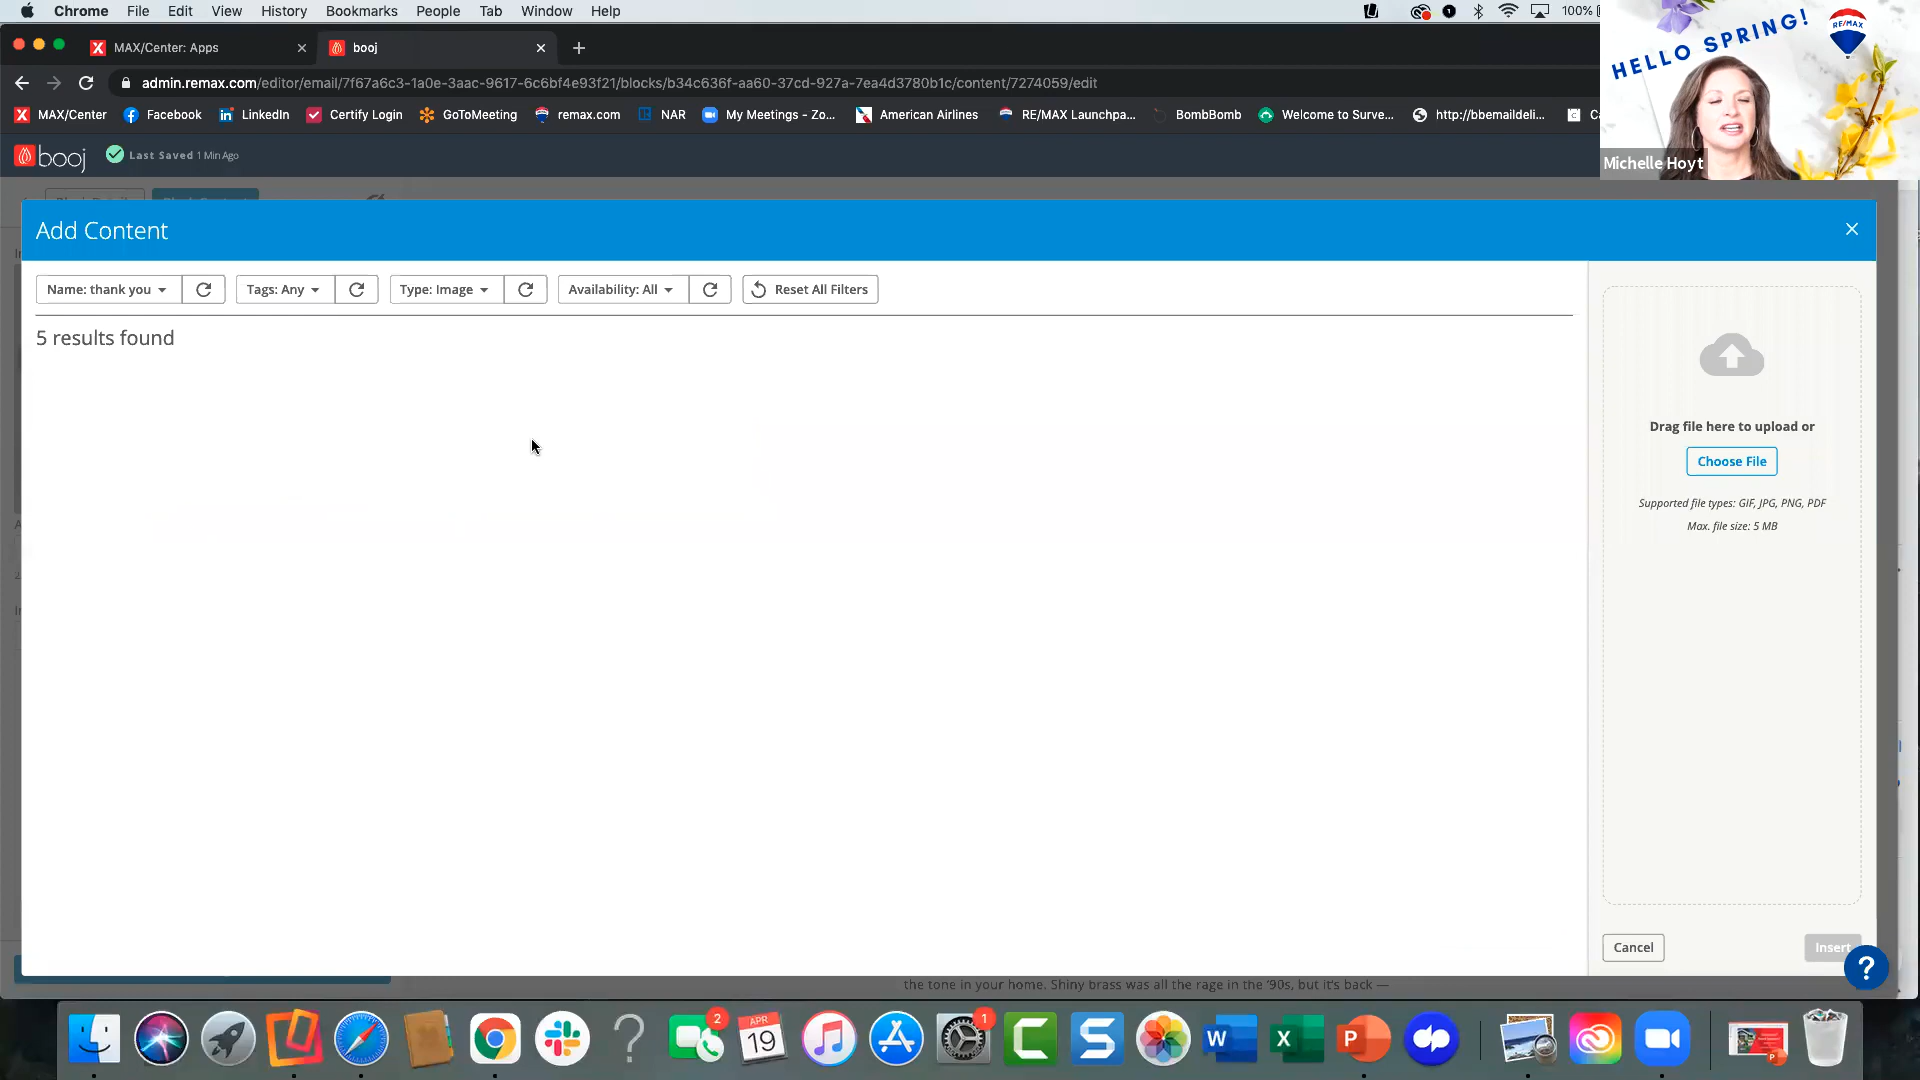 Chrome File Edit View History Bookmarks People Tab Window Help 100%
MAX/Center: Apps booj
admin.remax.com/editor/email/7f67a6c3-1a0e-3aac-9617-6c6bf4e93f21/blocks/b34c636f-aa60-37cd-927a-7ea4d3780b1c/content/7274059/edit
MAX/Center Facebook LinkedIn Certify Login GoToMeeting remax.com NAR My Meetings - Zo... American Airlines RE/MAX Launchpa... BombBomb Welcome to Surve... http://bbemaildeli...
HELLO SPRING!
RE/MAX
Michelle Hoyt
booj Last Saved 1 Min Ago
Add Content
Name: thank you Tags: Any Type: Image Availability: All Reset All Filters
5 results found
Drag file here to upload or
Choose File
Supported file types: GIF, JPG, PNG, PDF
Max. file size: 5 MB
Cancel Insert
?
the tone in your home. Shiny brass was all the rage in the '90s, but it's back —
2 APR 19 1 C S W X P